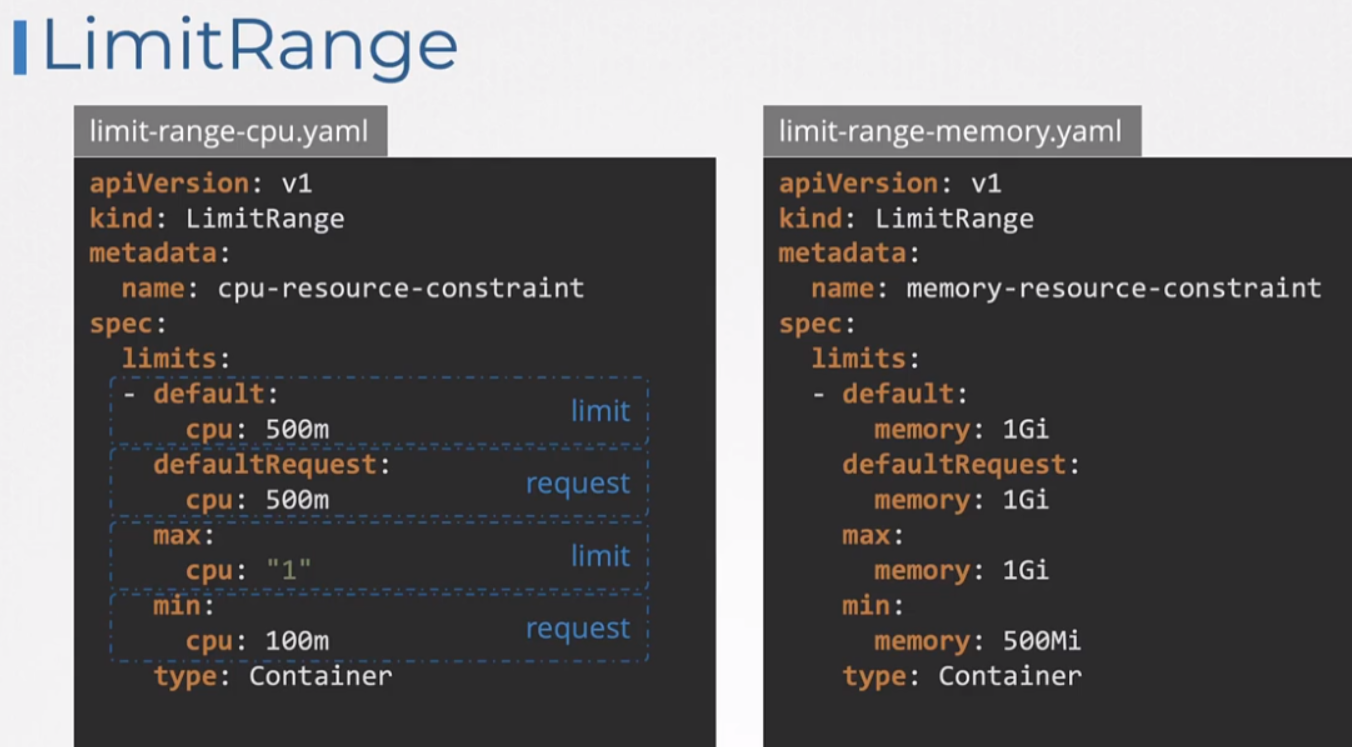 LimitRange
limit-range-cpu.yaml
apiVersion: v1
kind: LimitRange
metadata:
  name: cpu-resource-constraint
spec:
  limits:
  - default:
      cpu: 500m
limit
    defaultRequest:
      cpu: 500m
request
    max:
      cpu: "1"
limit
    min:
      cpu: 100m
request
    type: Container
limit-range-memory.yaml
apiVersion: v1
kind: LimitRange
metadata:
  name: memory-resource-constraint
spec:
  limits:
  - default:
      memory: 1Gi
    defaultRequest:
      memory: 1Gi
    max:
      memory: 1Gi
    min:
      memory: 500Mi
    type: Container